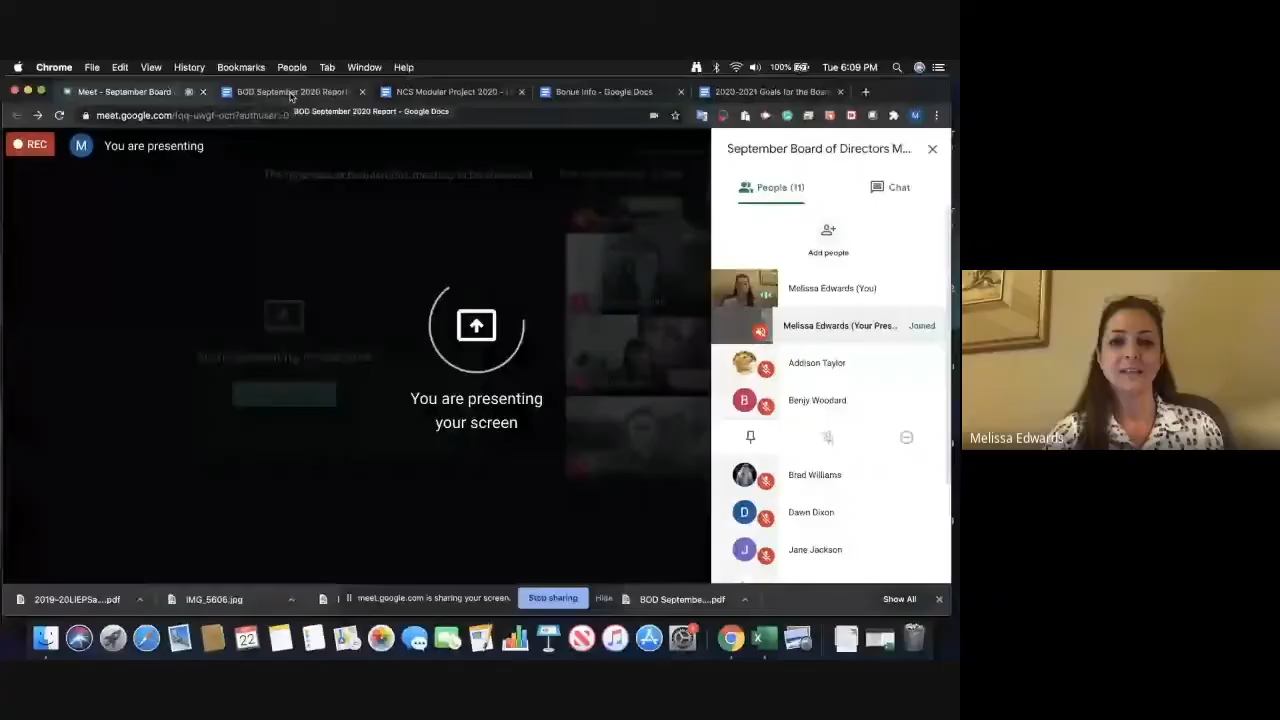 Chrome File Edit View History Bookmarks People Tab Window Help 100% Tue 6:09 PM
Meet - September Board BOD September 2020 Report NCS Modular Project 2020 - Bonus Info - Google Docs 2020-2021 Goals for the Boar
meet.google.com/ BOD September 2020 Report - Google Docs M
REC M You are presenting
September Board of Directors M...
People (11) Chat
Add people
Melissa Edwards (You)
Melissa Edwards (Your Pres... Joined
Addison Taylor
B Benjy Woodard
Brad Williams
D Dawn Dixon
J Jane Jackson
You are presenting
your screen
Melissa Edwards
2019-20LIEPSa....pdf IMG_5606.jpg meet.google.com is sharing your screen. Stop sharing Hide BOD Septembe....pdf Show All
22